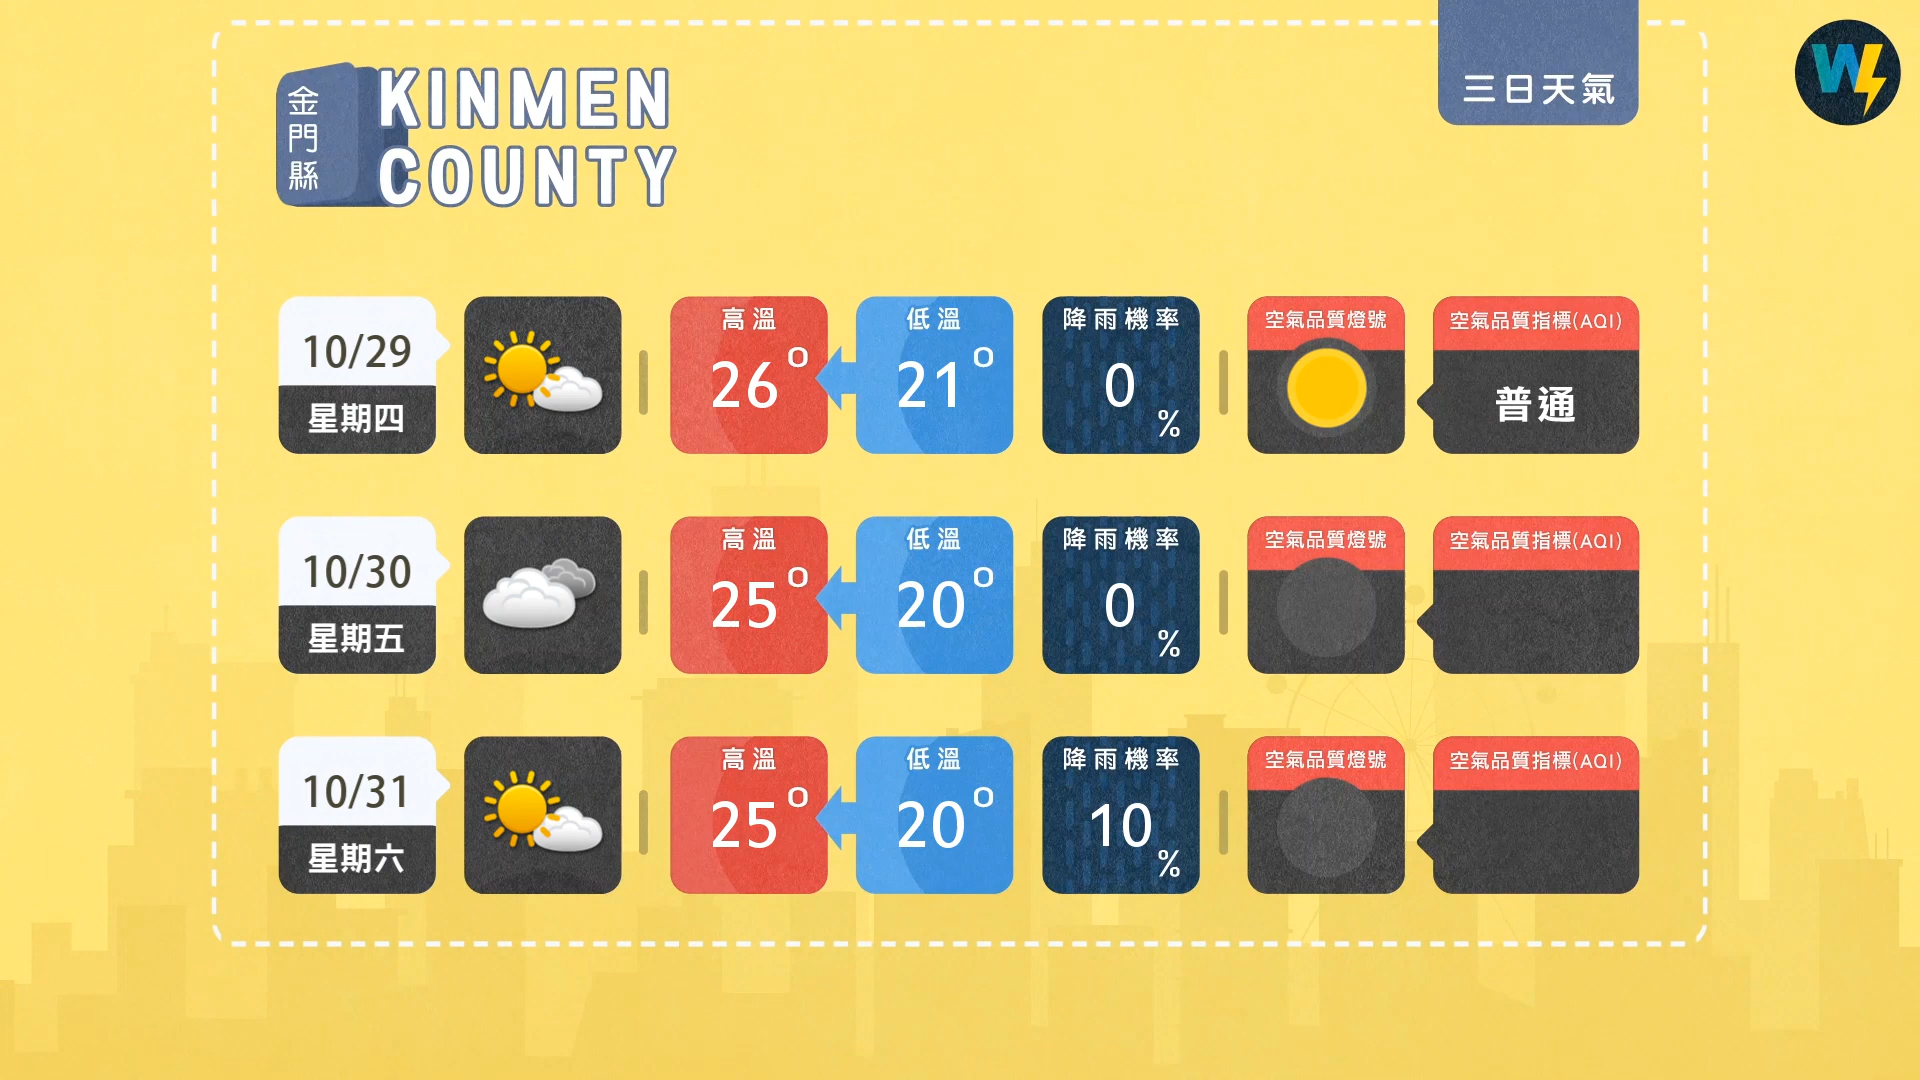 金門縣
KINMEN
COUNTY
三日天氣
W
10/29
星期四
高溫
26°
低溫
21°
降雨機率
0
%
空氣品質燈號
空氣品質指標(AQI)
普通
10/30
星期五
高溫
25°
低溫
20°
降雨機率
0
%
空氣品質燈號
空氣品質指標(AQI)
10/31
星期六
高溫
25°
低溫
20°
降雨機率
10
%
空氣品質燈號
空氣品質指標(AQI)